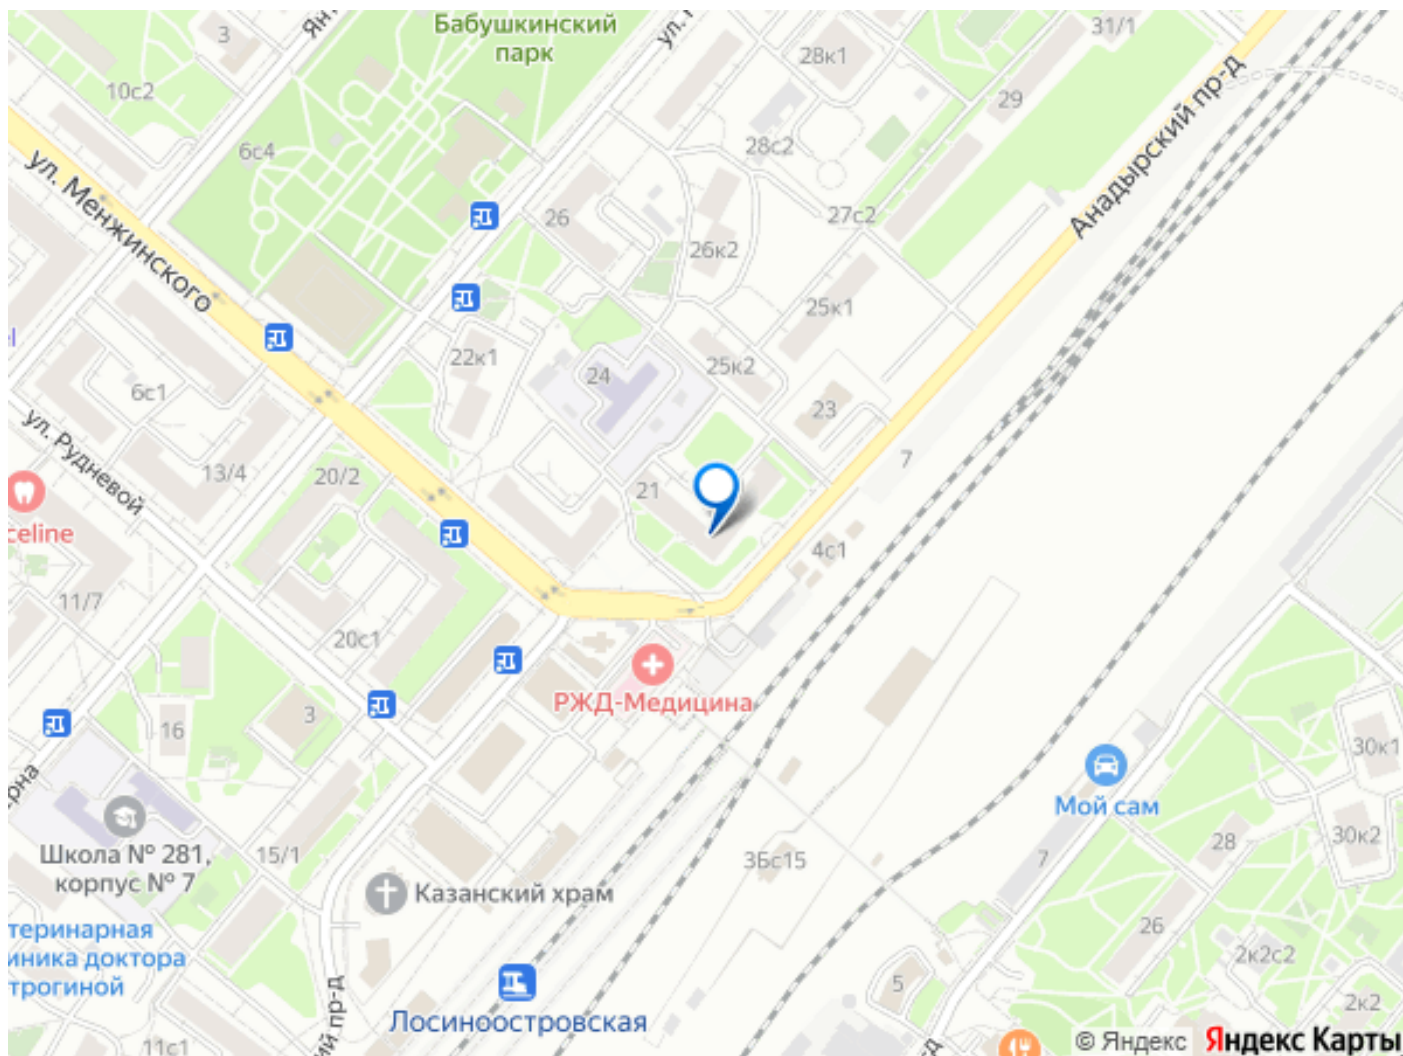 Бабушкинский
парк
3
31/1
28к1
10с2
29
28с2
6с4
ул. Менжинского
Анадырский пр-д
27с2
26
26к2
25к1
22к1
25к2
24
6с1
23
ул. Рудневой
13/4
20/2
7
21
celine
4с1
11/7
20с1
РЖД-Медицина
3
16
30к1
Мой сам
28
30к2
Школа № 281,
корпус № 7
15/1
3Бс15
7
Казанский храм
26
теринарная
иника доктора
трогиной
2к2с2
5
2к2
Лосиноостровская
11с1
ий пр-д
© Яндекс Яндекс Карты